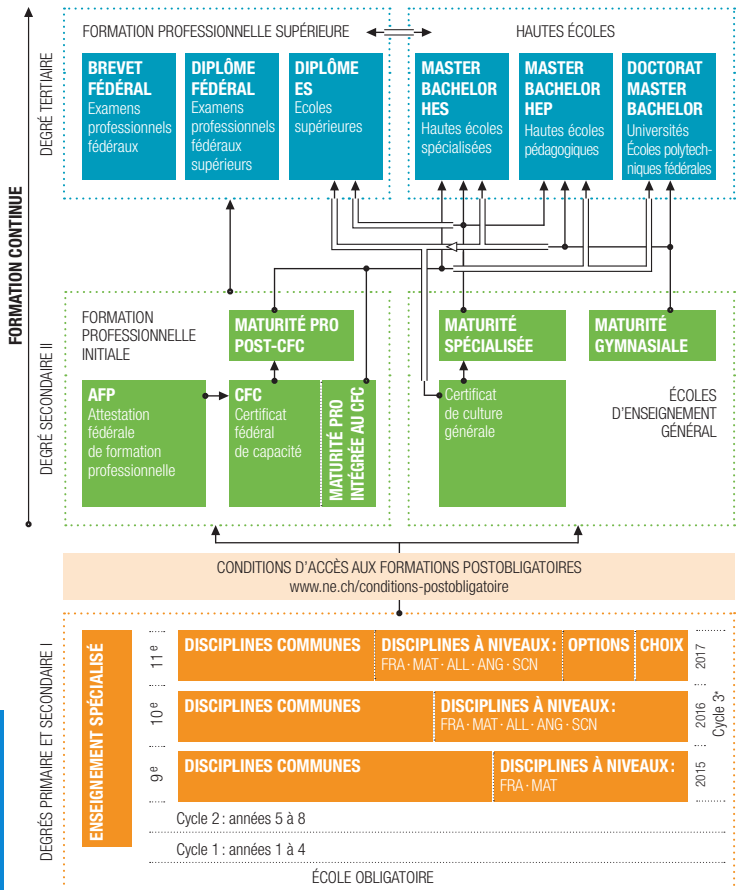 FORMATION CONTINUE
DEGRÉ TERTIAIRE
FORMATION PROFESSIONNELLE SUPÉRIEURE
HAUTES ÉCOLES
BREVET
FÉDÉRAL
Examens
professionnels
fédéraux
DIPLÔME
FÉDÉRAL
Examens
professionnels
fédéraux
supérieurs
DIPLÔME
ES
Ecoles
supérieures
MASTER
BACHELOR
HES
Hautes écoles
spécialisées
MASTER
BACHELOR
HEP
Hautes écoles
pédagogiques
DOCTORAT
MASTER
BACHELOR
Universités
Écoles polytech-
niques fédérales
DEGRÉ SECONDAIRE II
FORMATION
PROFESSIONNELLE
INITIALE
MATURITÉ PRO
POST-CFC
MATURITÉ
SPÉCIALISÉE
MATURITÉ
GYMNASIALE
AFP
Attestation
fédérale
de formation
professionnelle
CFC
Certificat
fédéral
de capacité
MATURITÉ PRO
INTÉGRÉE AU CFC
Certificat
de culture
générale
ÉCOLES
D'ENSEIGNEMENT
GÉNÉRAL
CONDITIONS D'ACCÈS AUX FORMATIONS POSTOBLIGATOIRES
www.ne.ch/conditions-postobligatoire
DEGRÉS PRIMAIRE ET SECONDAIRE I
ENSEIGNEMENT SPÉCIALISÉ
11e
DISCIPLINES COMMUNES
DISCIPLINES À NIVEAUX :
FRA · MAT · ALL · ANG · SCN
OPTIONS
CHOIX
2017
10e
DISCIPLINES COMMUNES
DISCIPLINES À NIVEAUX :
FRA · MAT · ALL · ANG · SCN
2016
Cycle 3*
9e
DISCIPLINES COMMUNES
DISCIPLINES À NIVEAUX :
FRA · MAT
2015
Cycle 2 : années 5 à 8
Cycle 1 : années 1 à 4
ÉCOLE OBLIGATOIRE